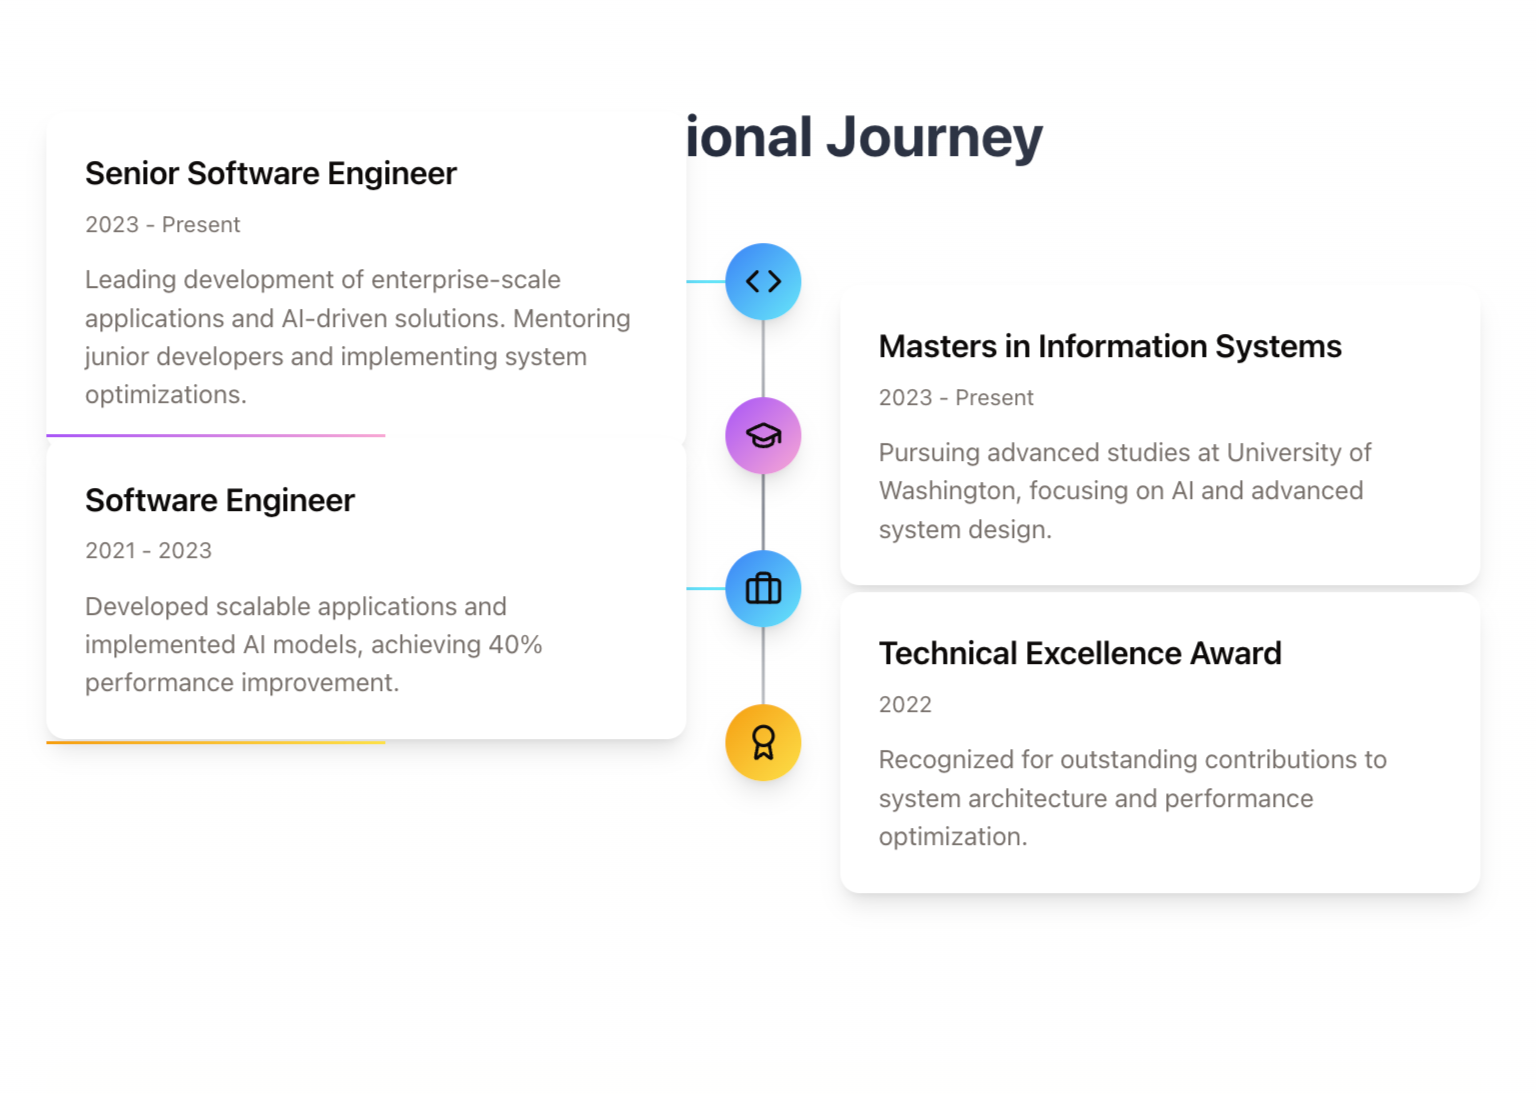 ional Journey
Senior Software Engineer
2023 - Present
Leading development of enterprise-scale
applications and AI-driven solutions. Mentoring
junior developers and implementing system
optimizations.
Masters in Information Systems
2023 - Present
Pursuing advanced studies at University of
Washington, focusing on AI and advanced
system design.
Software Engineer
2021 - 2023
Developed scalable applications and
implemented AI models, achieving 40%
performance improvement.
Technical Excellence Award
2022
Recognized for outstanding contributions to
system architecture and performance
optimization.